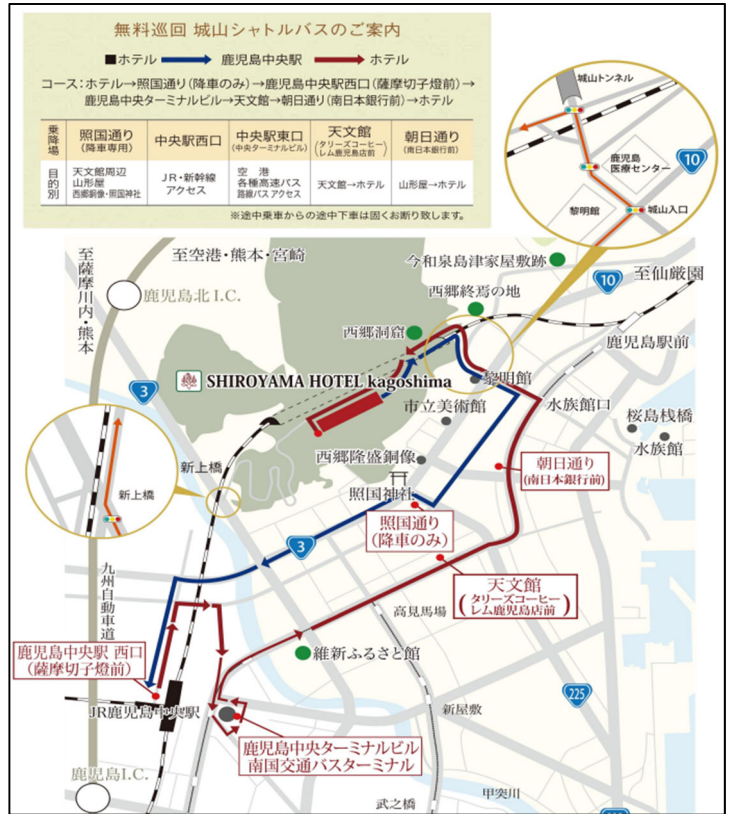 無料巡回 城山シャトルバスのご案内
■ホテル 鹿児島中央駅 ホテル
コース：ホテル→照国通り(降車のみ)→鹿児島中央駅西口(薩摩切子燈前)→
鹿児島中央ターミナルビル→天文館→朝日通り(南日本銀行前)→ホテル
乗降場
照国通り
(降車専用)
中央駅西口
中央駅東口
(中央ターミナルビル)
天文館
(タリーズコーヒー
レム鹿児島店前)
朝日通り
(南日本銀行前)
目的別
天文館周辺
山形屋
西郷銅像・照国神社
JR・新幹線
アクセス
空 港
各種高速バス
路線バス アクセス
天文館→ホテル
山形屋→ホテル
※途中乗車からの途中下車は固くお断り致します。
城山トンネル
鹿児島
医療センター
10
黎明館
城山入口
至薩摩川内・熊本
至空港・熊本・宮崎
今和泉島津家屋敷跡
10
至仙厳園
鹿児島北I.C.
西郷終焉の地
西郷洞窟
鹿児島駅前
3
SHIROYAMA HOTEL kagoshima
黎明館
市立美術館
水族館口
桜島桟橋
水族館
新上橋
新上橋
西郷隆盛銅像
朝日通り
(南日本銀行前)
照国神社
照国通り
(降車のみ)
3
九州自動車道
天文館
(タリーズコーヒー
レム鹿児島店前)
高見馬場
鹿児島中央駅 西口
(薩摩切子燈前)
維新ふるさと館
225
JR鹿児島中央駅
新屋敷
鹿児島中央ターミナルビル
南国交通バスターミナル
鹿児島I.C.
甲突川
武之橋